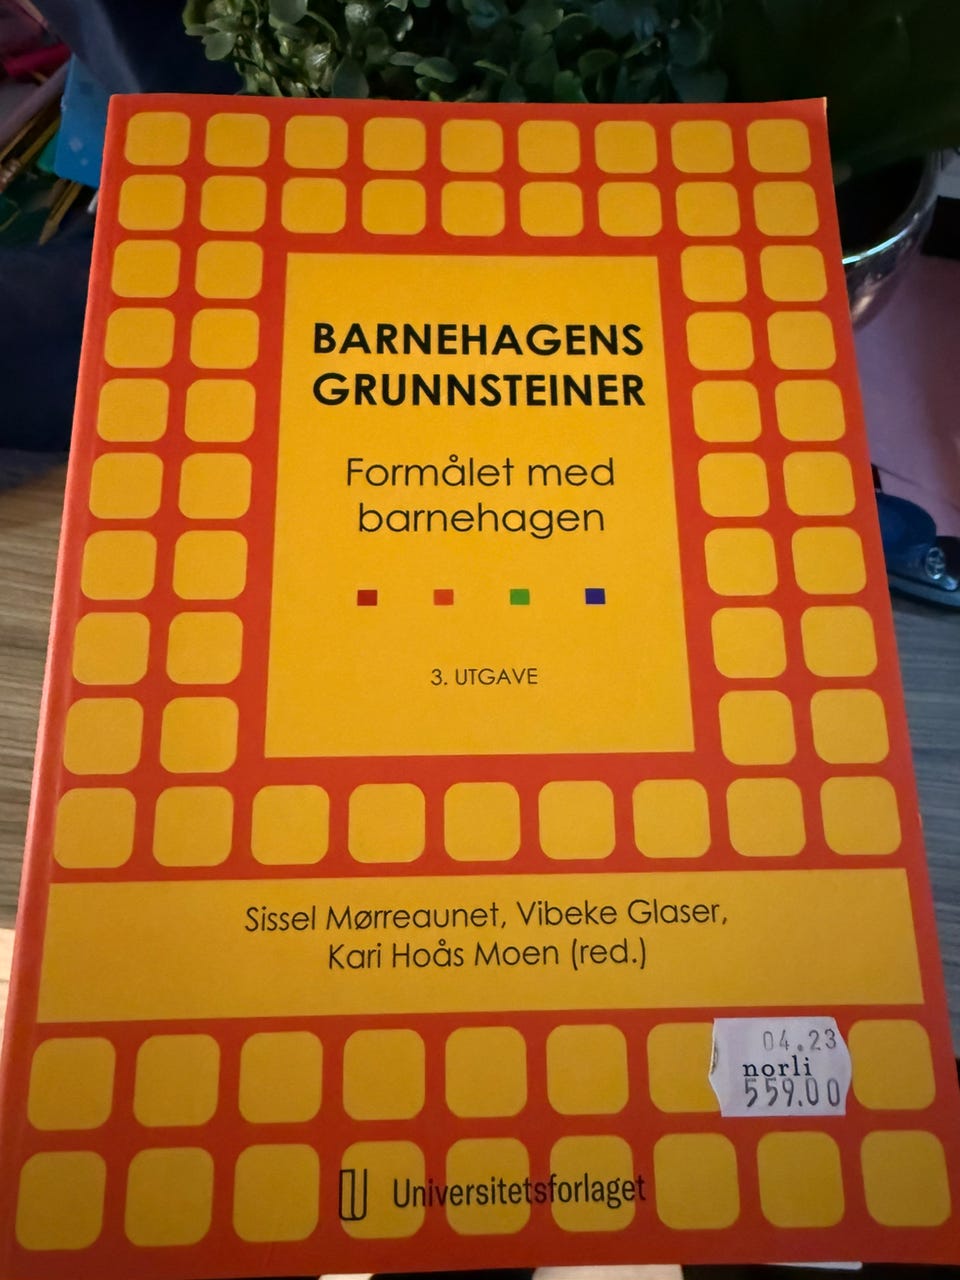 BARNEHAGENS
GRUNNSTEINER
Formålet med
barnehagen
3. UTGAVE
Sissel Mørreaunet, Vibeke Glaser,
Kari Hoås Moen (red.)
04.23
norli
559.00
Universitetsforlaget